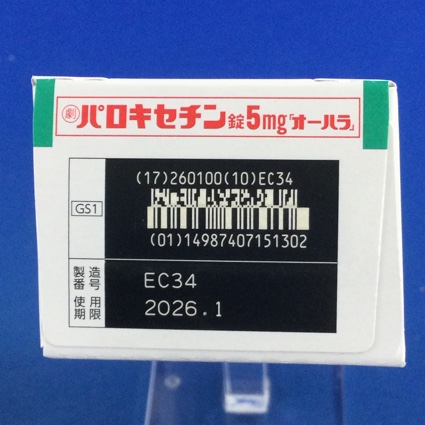 劇 パロキセチン錠5mg「オーハラ」
(17)260100(10)EC34
GS1
(01)14987407151302
製造番号 EC34
使用期限 2026.1